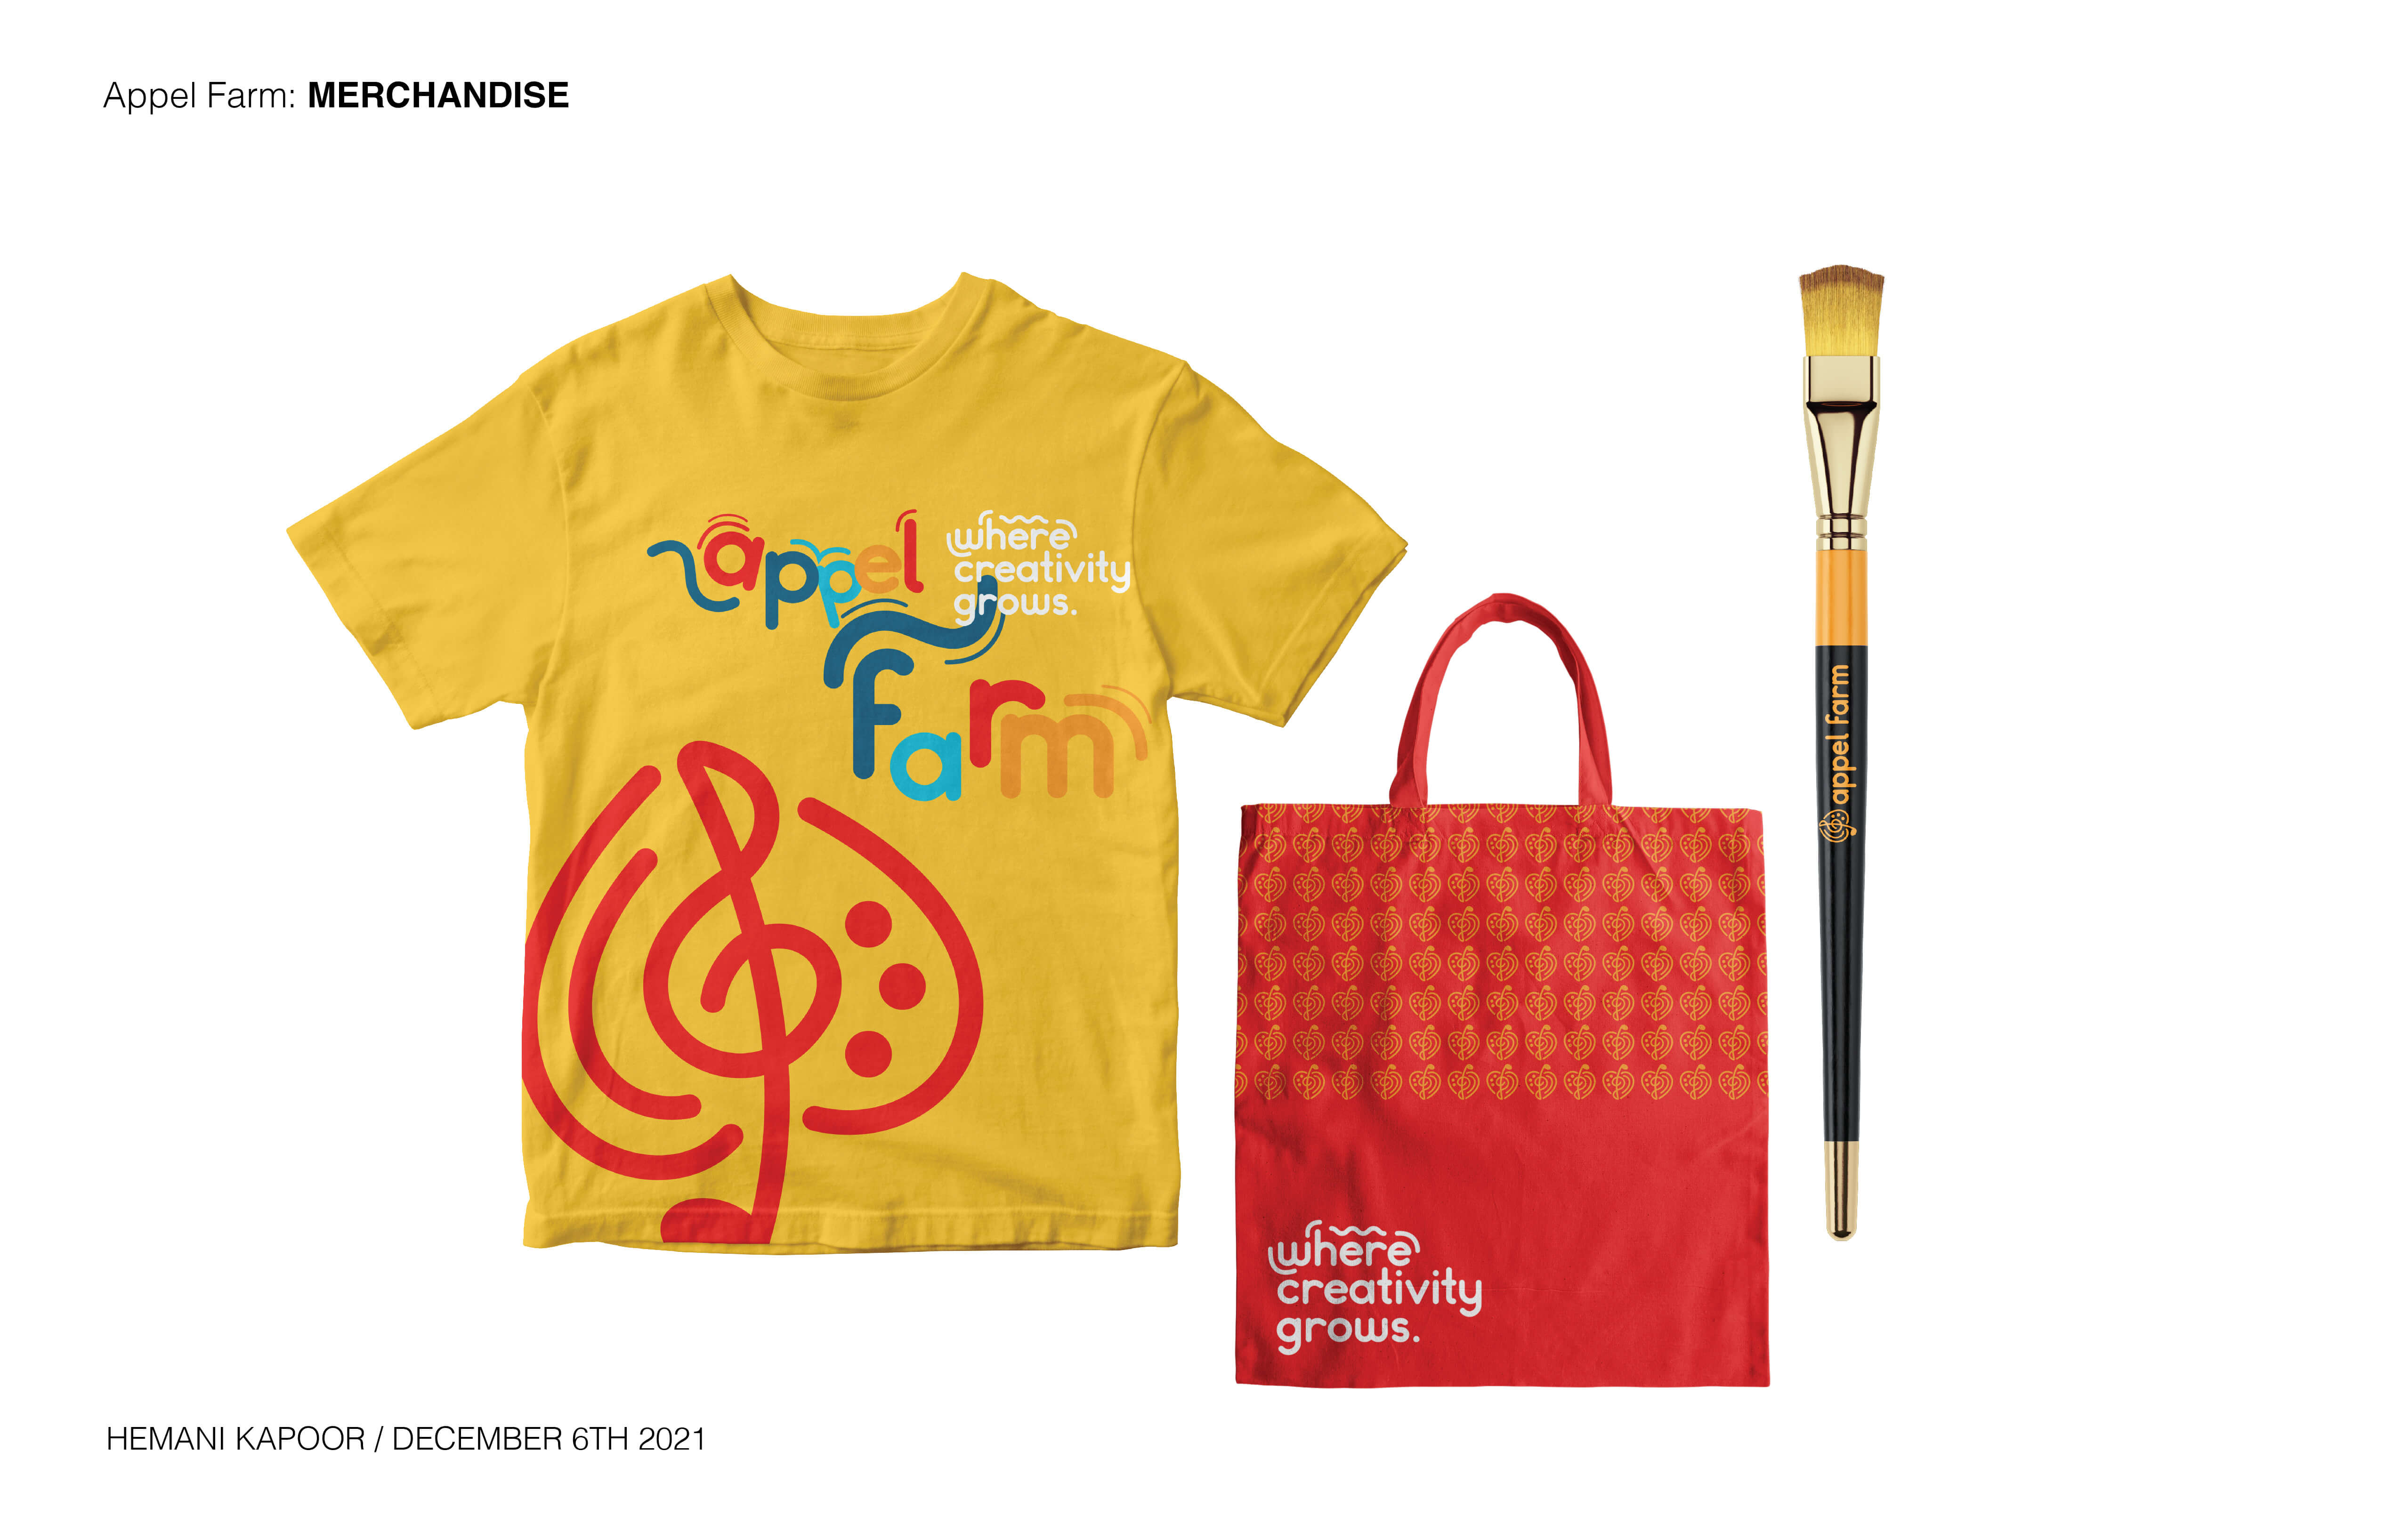 Appel Farm: MERCHANDISE
appel
where
creativity
grows.
farm
appel farm
where
creativity
grows.
HEMANI KAPOOR / DECEMBER 6TH 2021